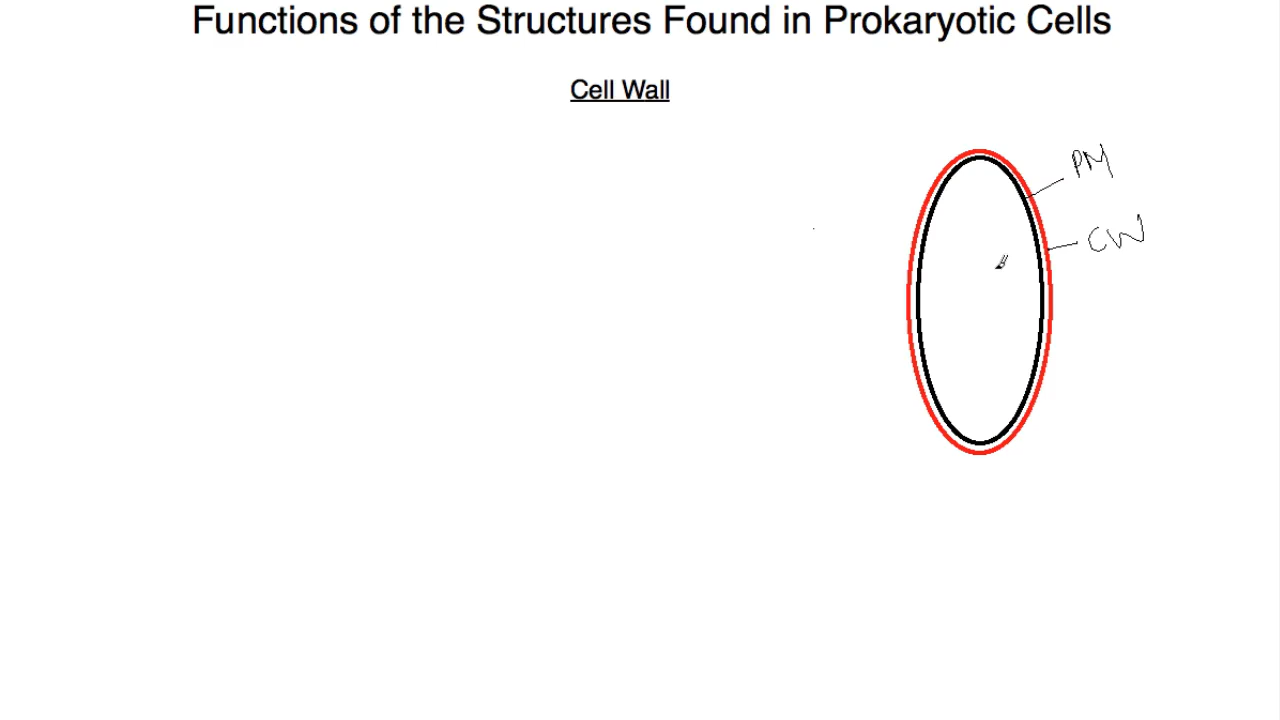 Functions of the Structures Found in Prokaryotic Cells
Cell Wall
PM
CW